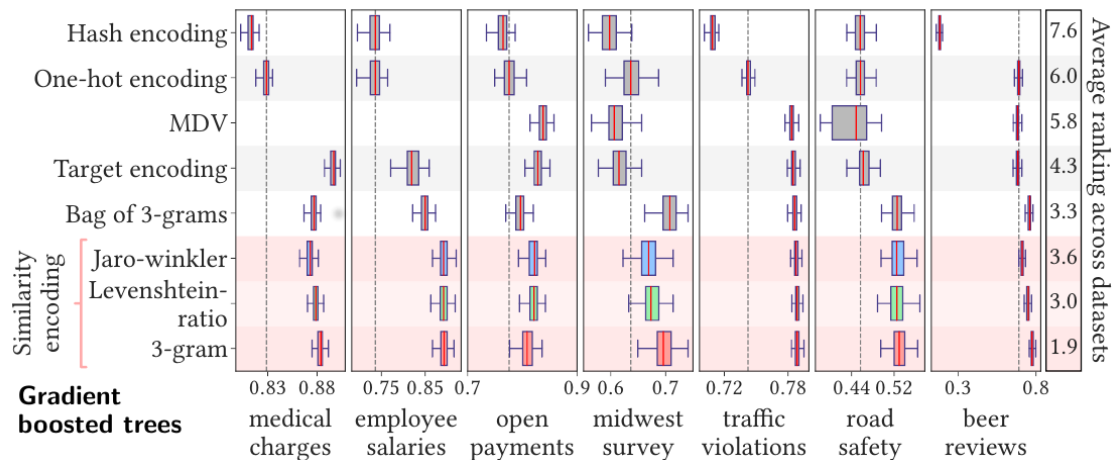 Hash encoding
7.6
One-hot encoding
6.0
MDV
5.8
Target encoding
4.3
Bag of 3-grams
3.3
Similarity
encoding
Jaro-winkler
3.6
Levenshtein-
ratio
3.0
3-gram
1.9
Average ranking across datasets
0.83 0.88 0.75 0.85 0.7 0.9 0.6 0.7 0.72 0.78 0.44 0.52 0.3 0.8
Gradient
boosted trees
medical
charges
employee
salaries
open
payments
midwest
survey
traffic
violations
road
safety
beer
reviews